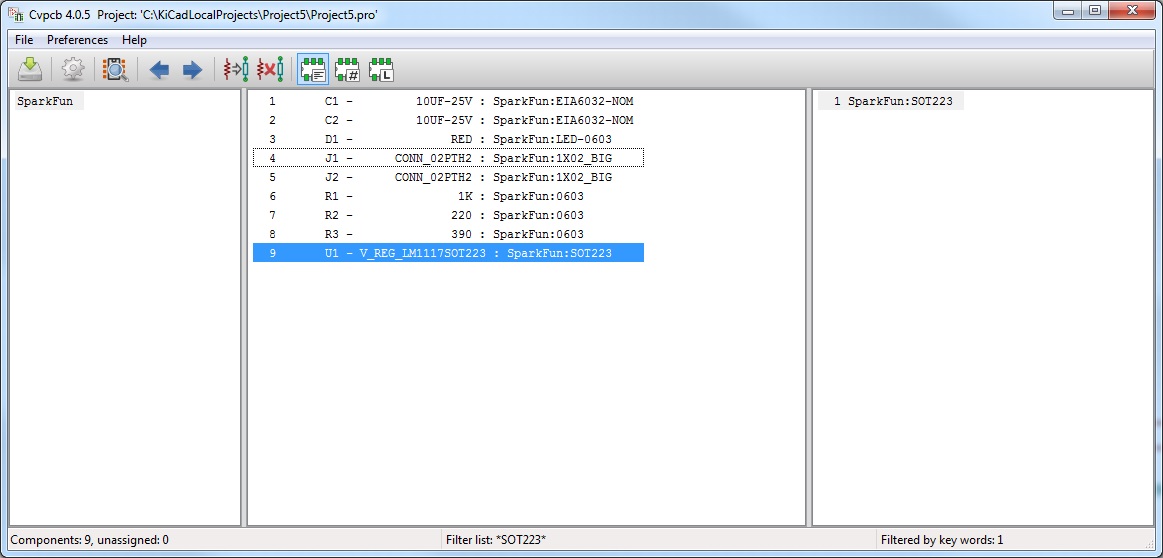 Cvpcb 4.0.5 Project: 'C:\KiCadLocalProjects\Project5\Project5.pro'
File Preferences Help
# L
SparkFun
1 C1 - 10UF-25V : SparkFun:EIA6032-NOM
2 C2 - 10UF-25V : SparkFun:EIA6032-NOM
3 D1 - RED : SparkFun:LED-0603
4 J1 - CONN_02PTH2 : SparkFun:1X02_BIG
5 J2 - CONN_02PTH2 : SparkFun:1X02_BIG
6 R1 - 1K : SparkFun:0603
7 R2 - 220 : SparkFun:0603
8 R3 - 390 : SparkFun:0603
9 U1 - V_REG_LM1117SOT223 : SparkFun:SOT223
1 SparkFun:SOT223
Components: 9, unassigned: 0 Filter list: *SOT223* Filtered by key words: 1